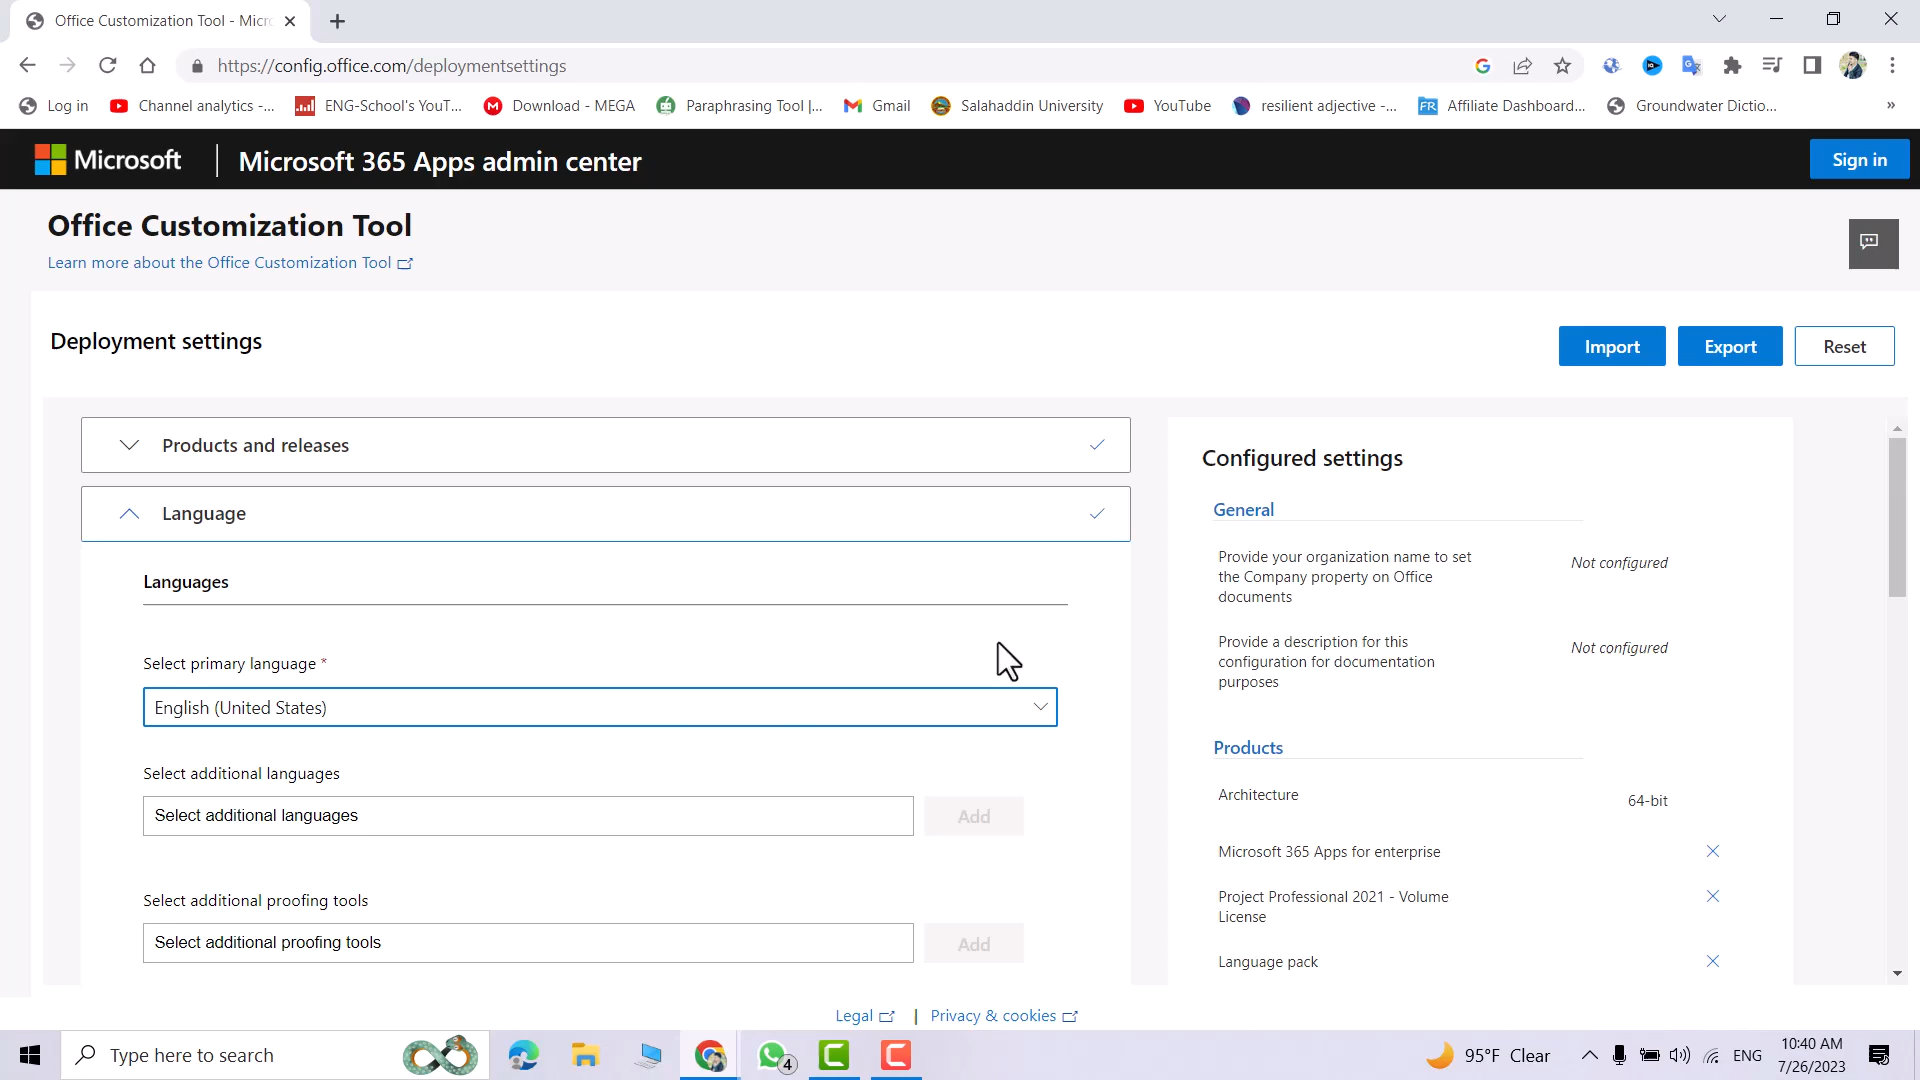 Office Customization Tool - Micr
https://config.office.com/deploymentsettings
Log in
Channel analytics -...
ENG-School's YouT...
Download - MEGA
Paraphrasing Tool |...
Gmail
Salahaddin University
YouTube
resilient adjective -...
Affiliate Dashboard...
Groundwater Dictio...
»
Microsoft
Microsoft 365 Apps admin center
Sign in
Office Customization Tool
Learn more about the Office Customization Tool
Deployment settings
Import
Export
Reset
Products and releases
Language
Languages
Select primary language *
English (United States)
Select additional languages
Select additional languages
Add
Select additional proofing tools
Select additional proofing tools
Add
Configured settings
General
Provide your organization name to set
the Company property on Office
documents
Not configured
Provide a description for this
configuration for documentation
purposes
Not configured
Products
Architecture
64-bit
Microsoft 365 Apps for enterprise
Project Professional 2021 - Volume
License
Language pack
Legal | Privacy & cookies
Type here to search
4
95°F Clear
ENG
10:40 AM
7/26/2023